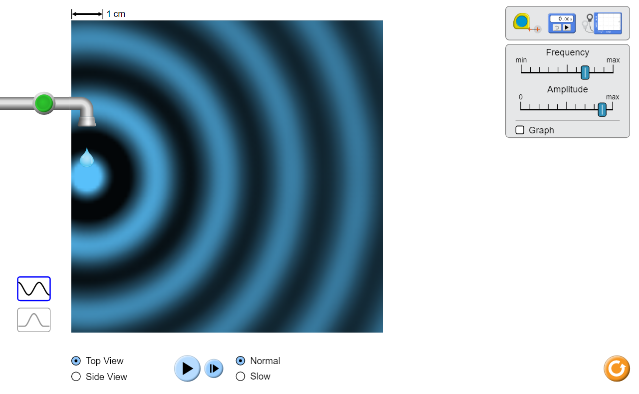 1 cm
Frequency
min
max
Amplitude
0
max
Graph
Top View
Side View
Normal
Slow